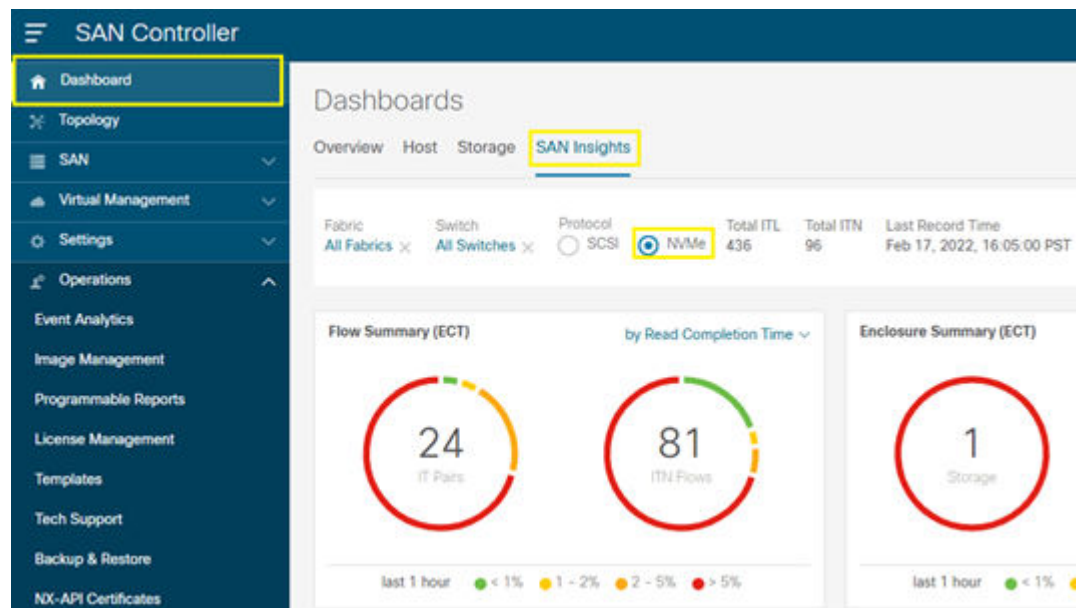 SAN Controller
Dashboard
Topology
SAN
Virtual Management
Settings
Operations
Event Analytics
Image Management
Programmable Reports
License Management
Templates
Tech Support
Backup & Restore
NX-API Certificates
Dashboards
Overview Host Storage SAN Insights
Fabric Switch Protocol Total ITL Total ITN Last Record Time
All Fabrics × All Switches × SCSI NVMe 436 96 Feb 17, 2022, 16:05:00 PST
Flow Summary (ECT) by Read Completion Time
24
IT Pairs
81
ITN Flows
last 1 hour < 1% 1 - 2% 2 - 5% > 5%
Enclosure Summary (ECT)
1
Storage
last 1 hour < 1%